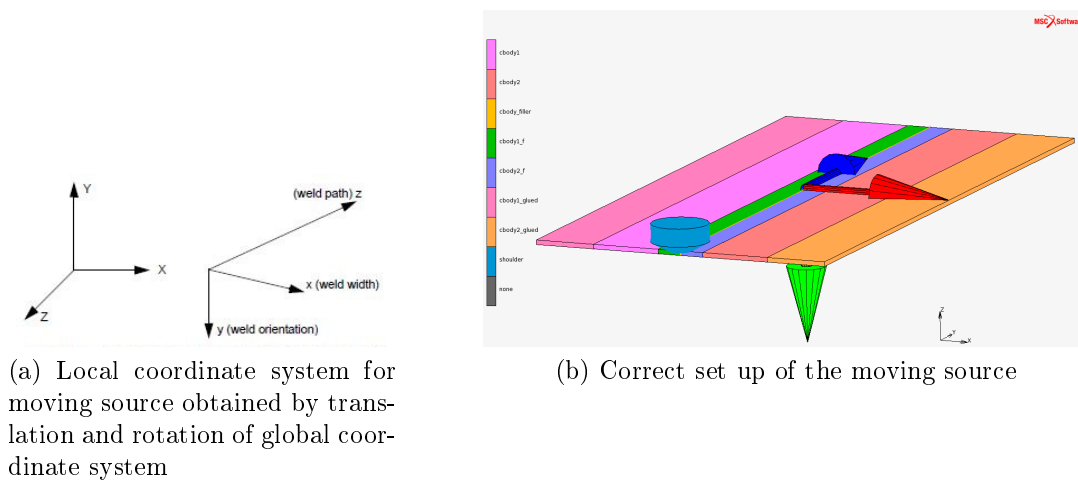 Y
X
Z
(weld path) z
x (weld width)
y (weld orientation)
(a) Local coordinate system for
moving source obtained by trans-
lation and rotation of global coor-
dinate system
MSC Softwa
cbody1
cbody2
cbody_filler
cbody1_f
cbody2_f
cbody1_glued
cbody2_glued
shoulder
none
Z
Y
X
(b) Correct set up of the moving source